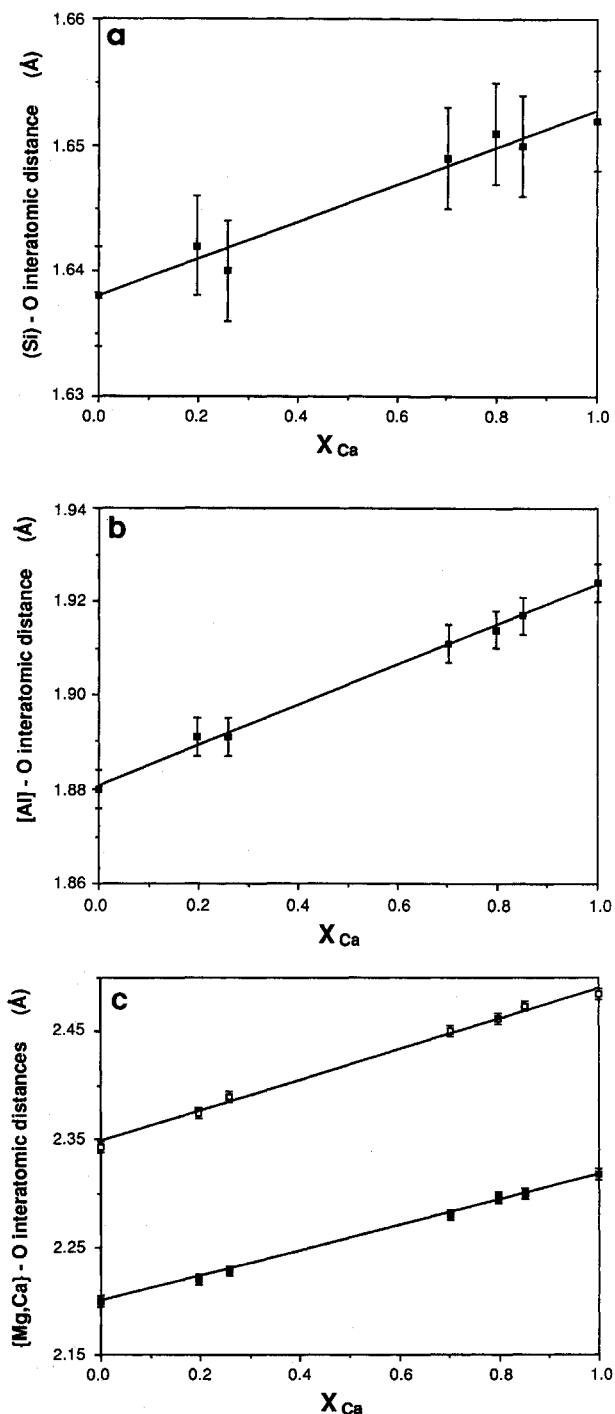 a
(Si) - O interatomic distance (Å)
1.66
1.65
1.64
1.63
0.0 0.2 0.4 0.6 0.8 1.0
X Ca
b
[Al] - O interatomic distance (Å)
1.94
1.92
1.90
1.88
1.86
0.0 0.2 0.4 0.6 0.8 1.0
X Ca
c
{Mg,Ca} - O interatomic distances (Å)
2.45
2.35
2.25
2.15
0.0 0.2 0.4 0.6 0.8 1.0
X Ca